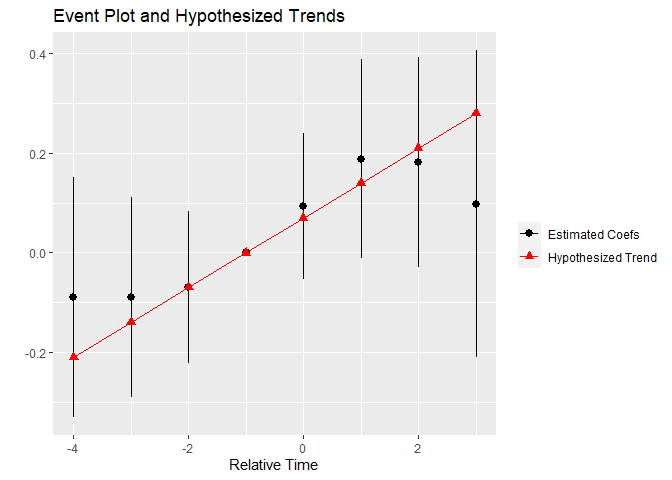 Event Plot and Hypothesized Trends
0.4
0.2
0.0
-0.2
-4
-2
0
2
Relative Time
Estimated Coefs
Hypothesized Trend